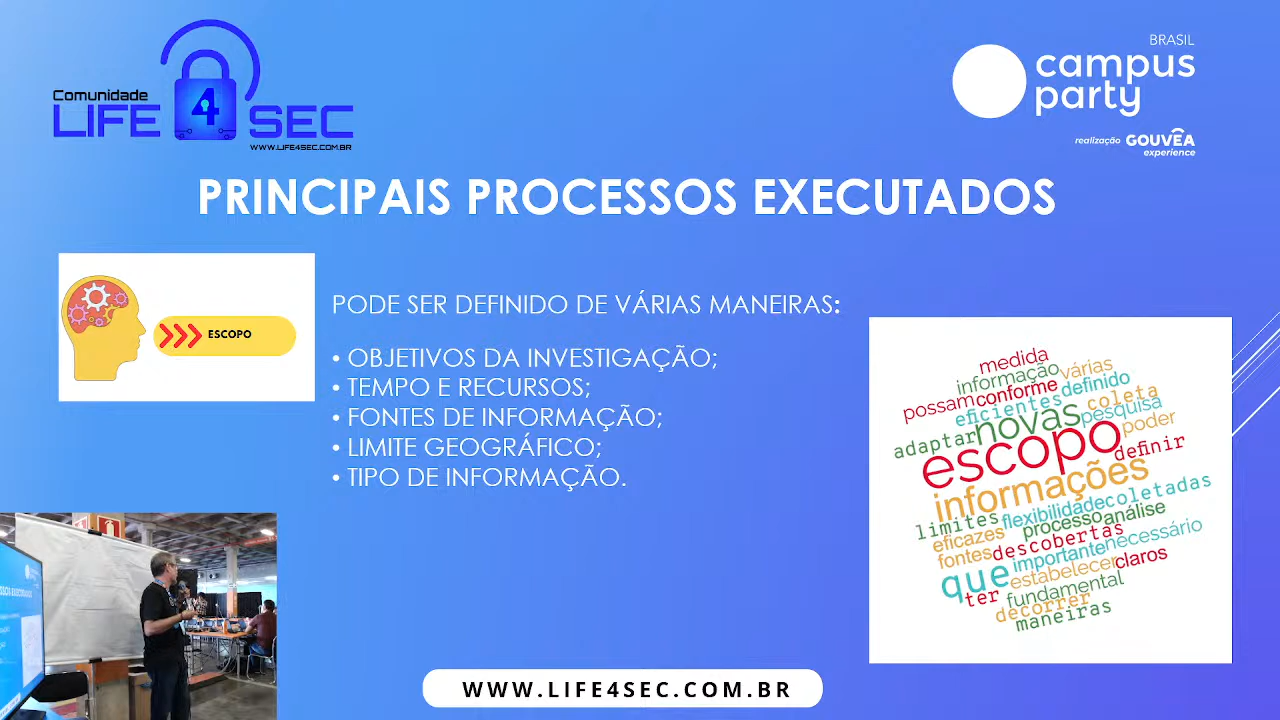 Comunidade
LIFE 4 SEC
WWW.LIFE4SEC.COM.BR
BRASIL
campus
party
realização GOUVÊA
experience
PRINCIPAIS PROCESSOS EXECUTADOS
ESCOPO
PODE SER DEFINIDO DE VÁRIAS MANEIRAS:
• OBJETIVOS DA INVESTIGAÇÃO;
• TEMPO E RECURSOS;
• FONTES DE INFORMAÇÃO;
• LIMITE GEOGRÁFICO;
• TIPO DE INFORMAÇÃO.
medida
informação várias
possam conforme definido
eficientes coleta
adaptar novas pesquisa
escopo poder
definir
informações
limites flexibilidade coletadas
eficazes processo análise
fontes descobertas necessário
que importante claros
ter estabelecer
fundamental
decorrer
maneiras
WWW.LIFE4SEC.COM.BR